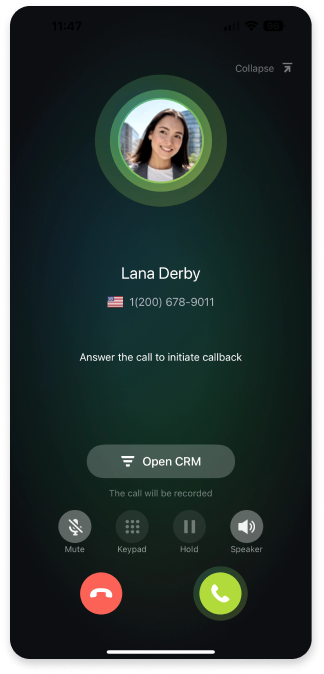 11:47
Collapse
Lana Derby
1(200) 678-9011
Answer the call to initiate callback
Open CRM
The call will be recorded
Mute
Keypad
Hold
Speaker